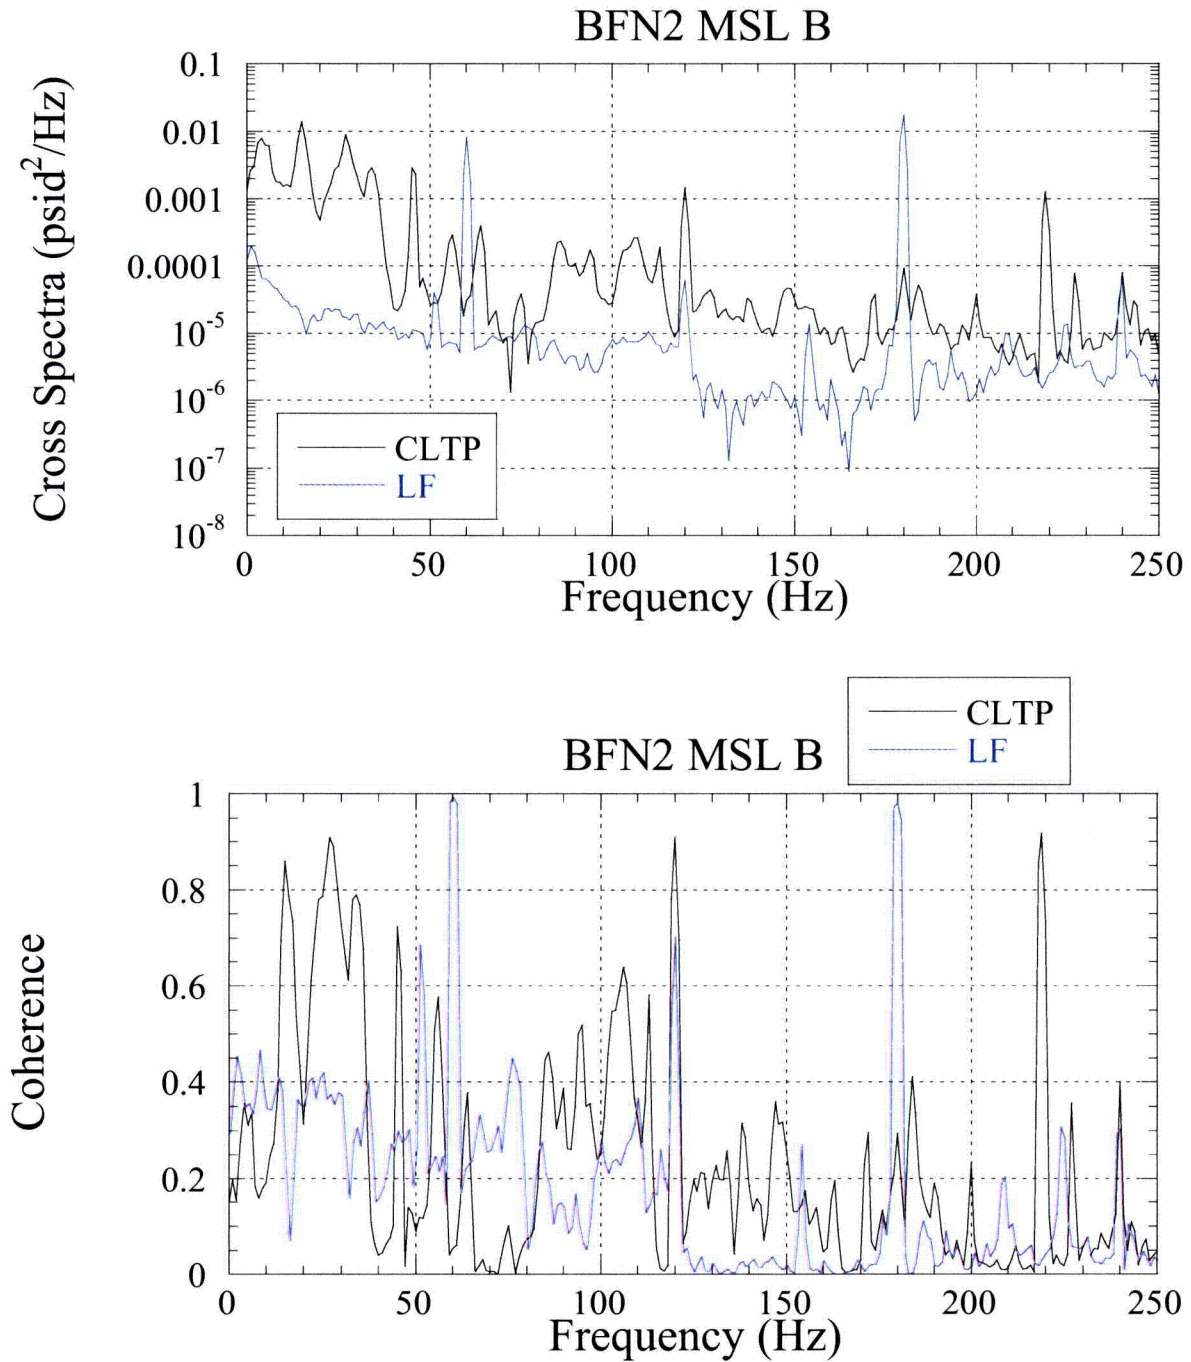 BFN2 MSL B
Cross Spectra (psid²/Hz)
0.1
0.01
0.001
0.0001
10⁻⁵
10⁻⁶
10⁻⁷
10⁻⁸
CLTP
LF
0 50 100 150 200 250
Frequency (Hz)
CLTP
LF
BFN2 MSL B
Coherence
1
0.8
0.6
0.4
0.2
0
0 50 100 150 200 250
Frequency (Hz)